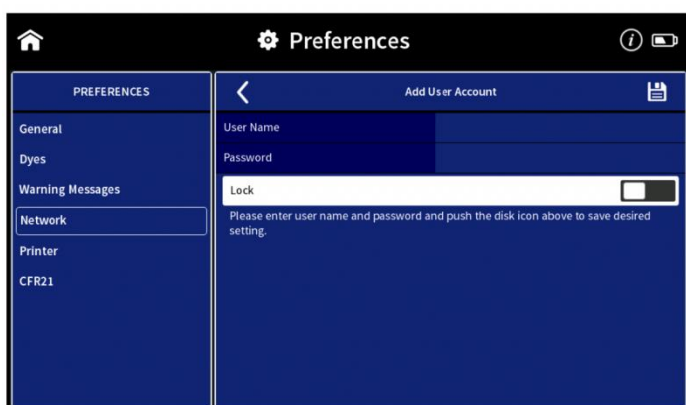 Preferences
i
PREFERENCES
General
Dyes
Warning Messages
Network
Printer
CFR21
Add User Account
User Name
Password
Lock
Please enter user name and password and push the disk icon above to save desired
setting.